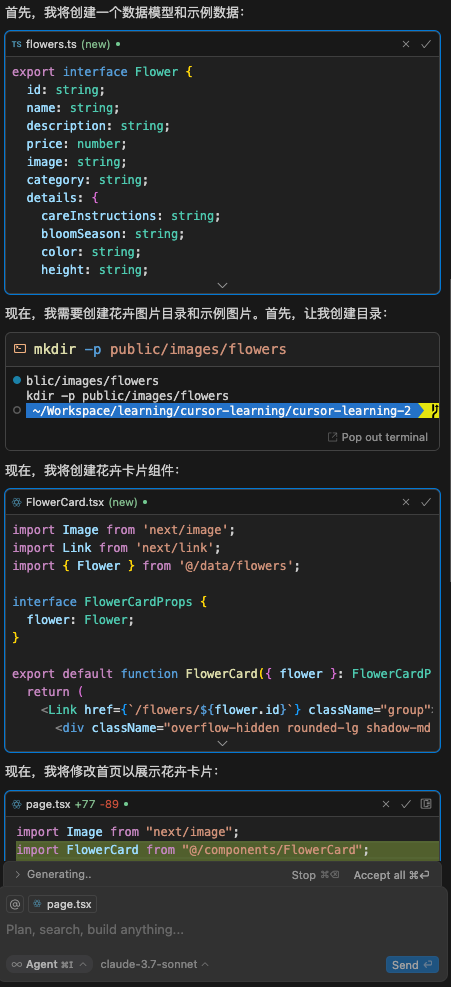 首先，我将创建一个数据模型和示例数据：
TS flowers.ts (new)
export interface Flower {
id: string;
name: string;
description: string;
price: number;
image: string;
category: string;
details: {
careInstructions: string;
bloomSeason: string;
color: string;
height: string;
现在，我需要创建花卉图片目录和示例图片。首先，让我创建目录：
mkdir -p public/images/flowers
blic/images/flowers
kdir -p public/images/flowers
~/Workspace/learning/cursor-learning/cursor-learning-2
Pop out terminal
现在，我将创建花卉卡片组件：
FlowerCard.tsx (new)
import Image from 'next/image';
import Link from 'next/link';
import { Flower } from '@/data/flowers';
interface FlowerCardProps {
flower: Flower;
}
export default function FlowerCard({ flower }: FlowerCardP
return (
<Link href={`/flowers/${flower.id}`} className="group">
<div className="overflow-hidden rounded-lg shadow-md
现在，我将修改首页以展示花卉卡片：
page.tsx +77 -89
import Image from "next/image";
import FlowerCard from "@/components/FlowerCard";
Generating.. Stop ⌘⌫ Accept all ⌘⏎
@ page.tsx
Plan, search, build anything...
∞ Agent ⌘I claude-3.7-sonnet Send ⏎